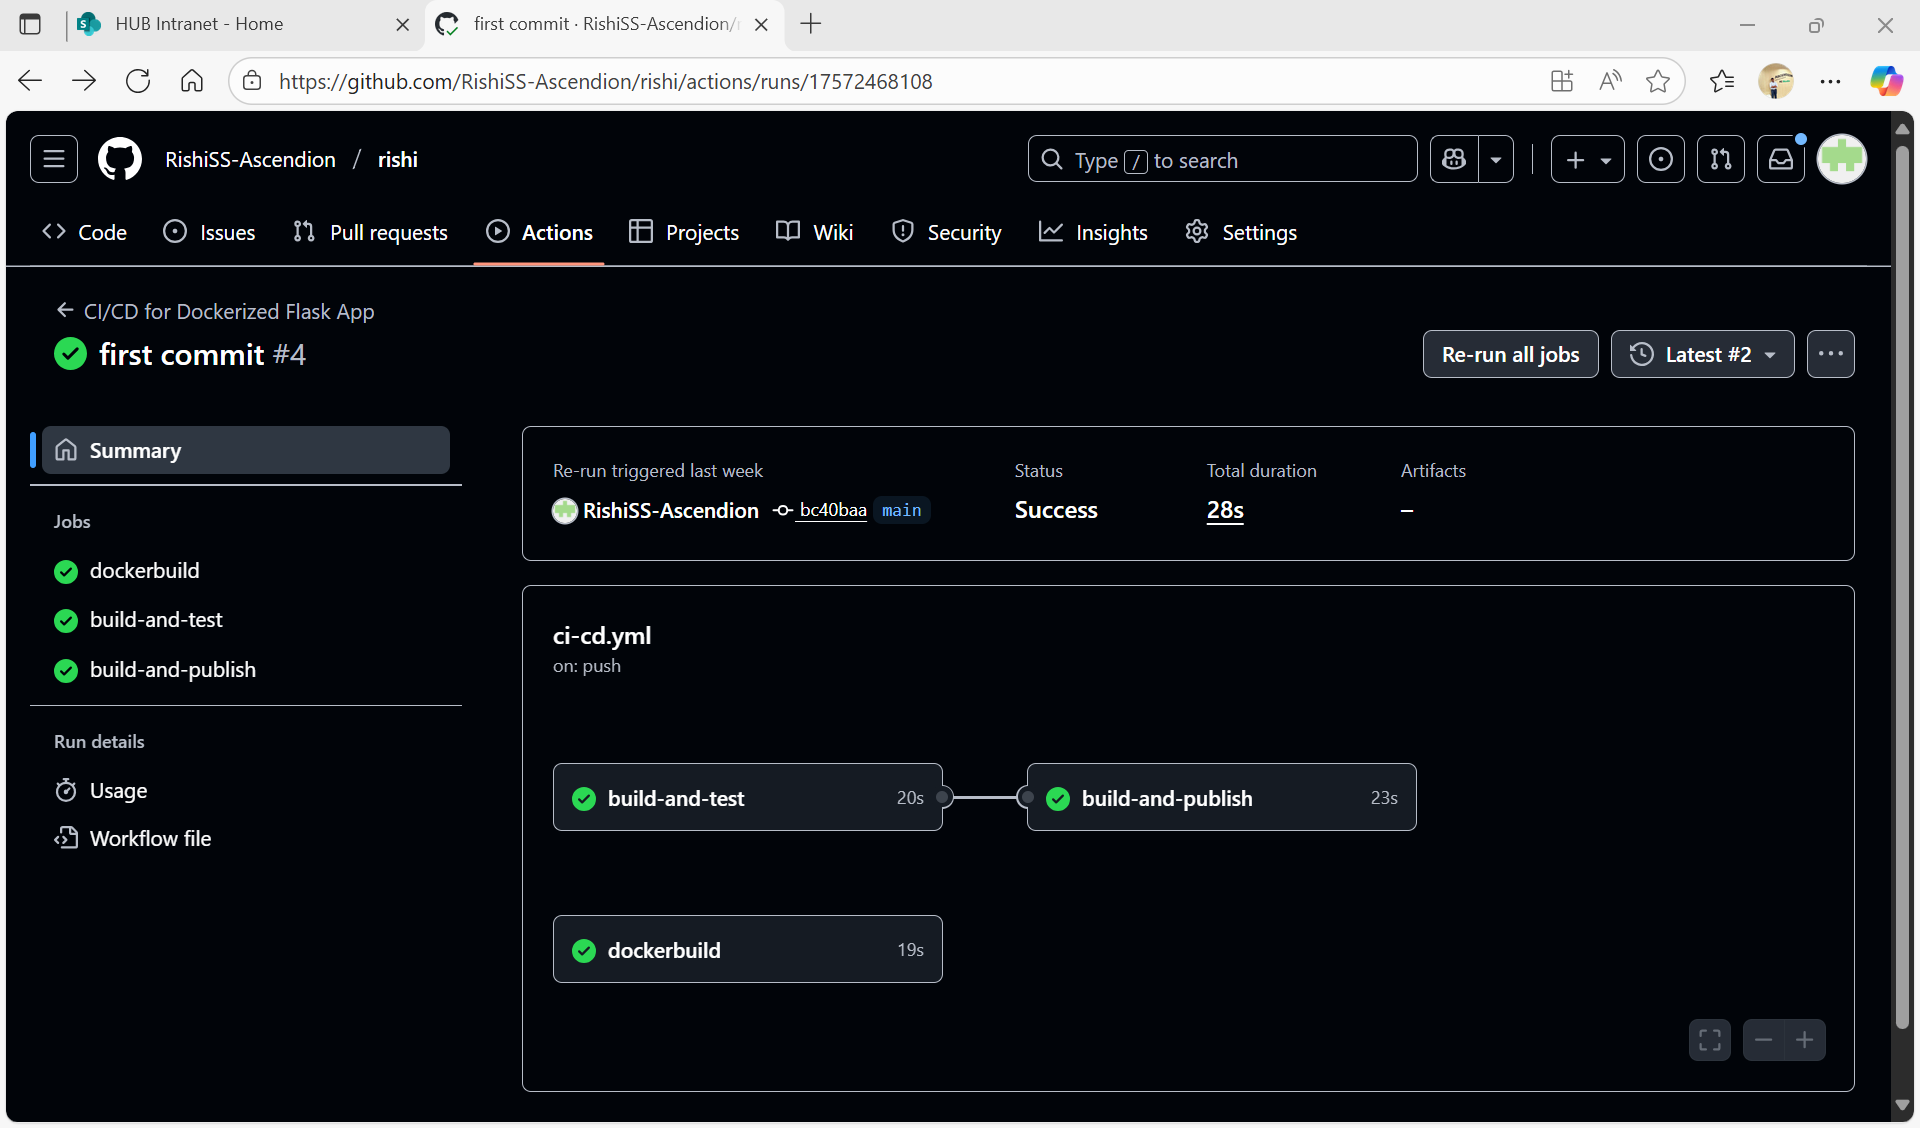 HUB Intranet - Home
first commit · RishiSS-Ascendion/
https://github.com/RishiSS-Ascendion/rishi/actions/runs/17572468108
RishiSS-Ascendion / rishi
Type / to search
Code
Issues
Pull requests
Actions
Projects
Wiki
Security
Insights
Settings
CI/CD for Dockerized Flask App
first commit #4
Re-run all jobs
Latest #2
Summary
Jobs
dockerbuild
build-and-test
build-and-publish
Run details
Usage
Workflow file
Re-run triggered last week
RishiSS-Ascendion bc40baa main
Status
Success
Total duration
28s
Artifacts
–
ci-cd.yml
on: push
build-and-test 20s
build-and-publish 23s
dockerbuild 19s